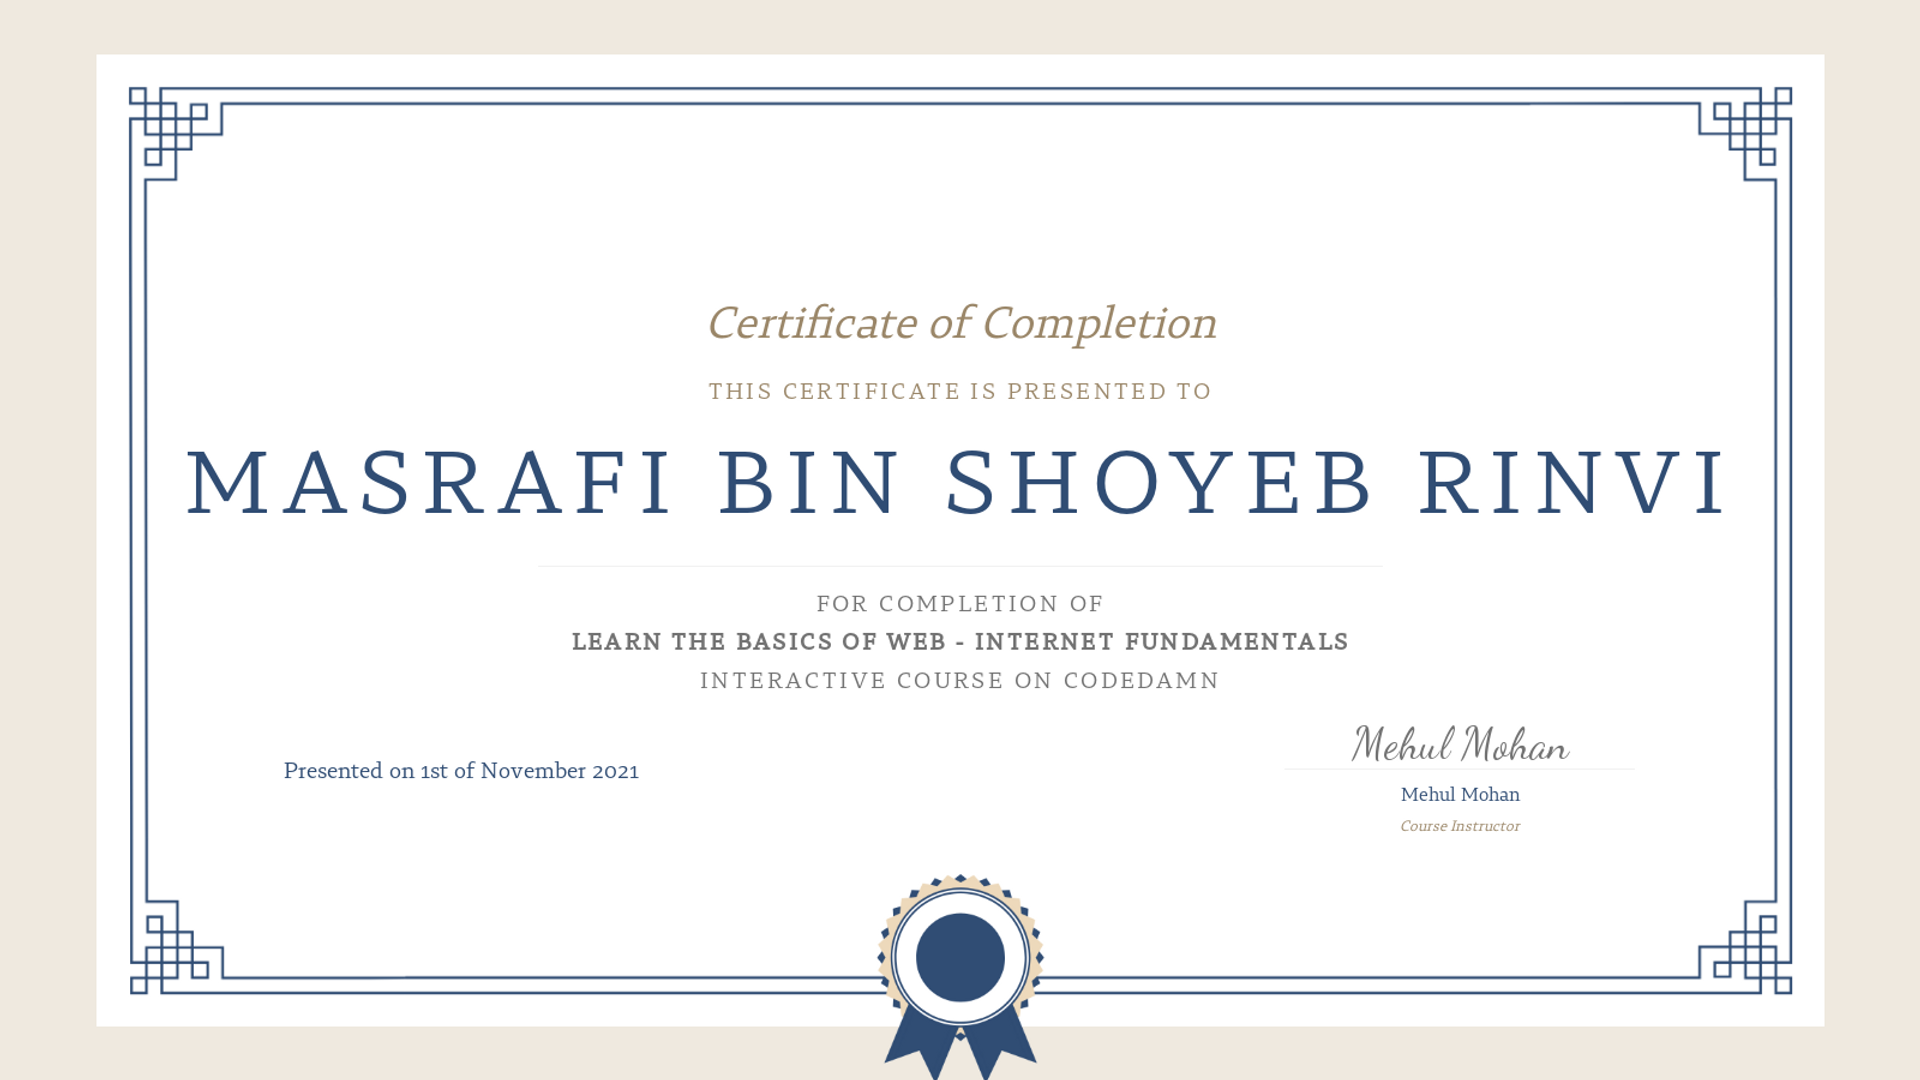 Certificate of Completion
THIS CERTIFICATE IS PRESENTED TO
MASRAFI BIN SHOYEB RINVI
FOR COMPLETION OF
LEARN THE BASICS OF WEB - INTERNET FUNDAMENTALS
INTERACTIVE COURSE ON CODEDAMN
Presented on 1st of November 2021
Mehul Mohan
Mehul Mohan
Course Instructor